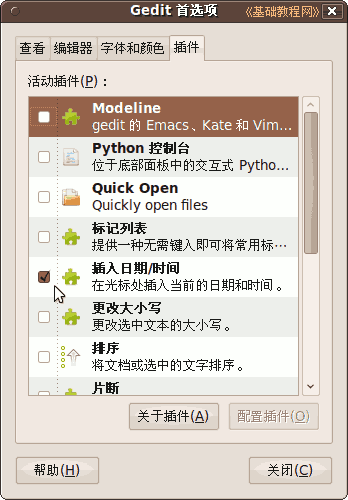 Gedit 首选项
《基础教程网》
查看 编辑器 字体和颜色 插件
活动插件(P)：
Modeline
gedit 的 Emacs、Kate 和 Vim...
Python 控制台
位于底部面板中的交互式 Pytho...
Quick Open
Quickly open files
标记列表
提供一种无需键入即可将常用标...
插入日期/时间
在光标处插入当前的日期和时间。
更改大小写
更改选中文本的大小写。
排序
将文档或选中的文字排序。
片断
关于插件(A) 配置插件(O)
帮助(H) 关闭(C)